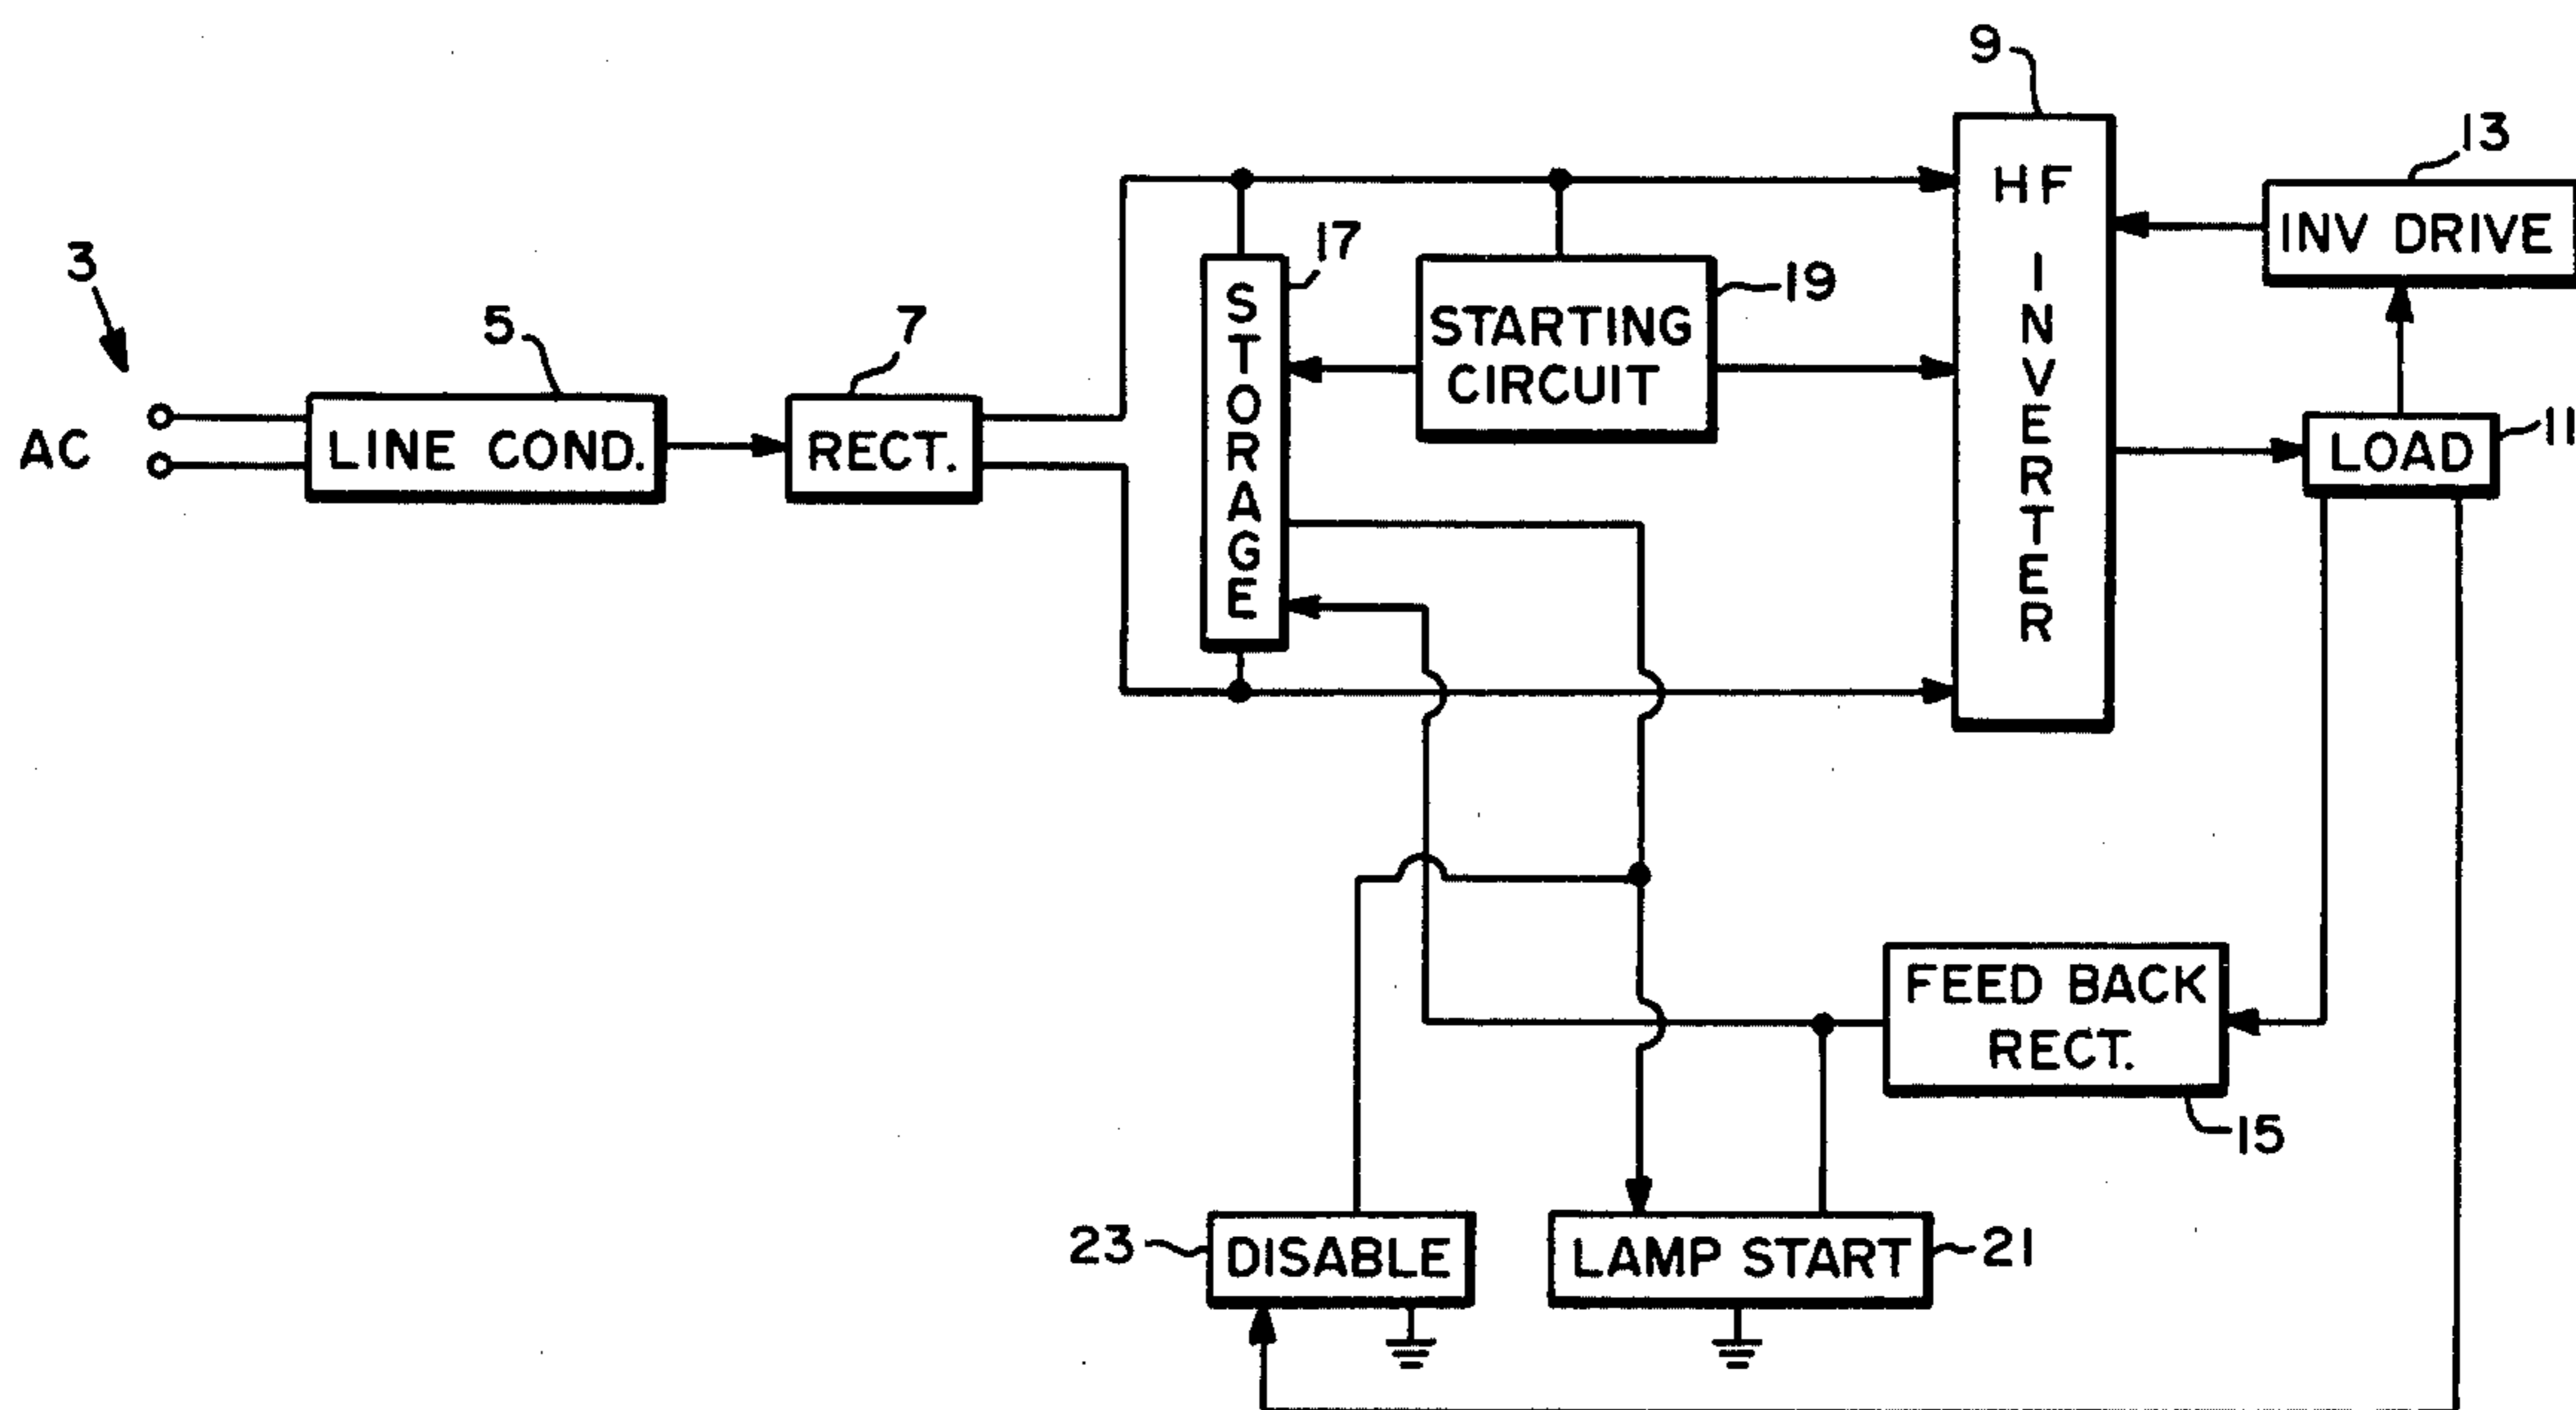 9
13
HF INVERTER
INV DRIVE
17
3
19
5
7
STORAGE
STARTING
CIRCUIT
11
AC
LINE COND.
RECT.
LOAD
FEED BACK
RECT.
15
23
DISABLE
LAMP START
21